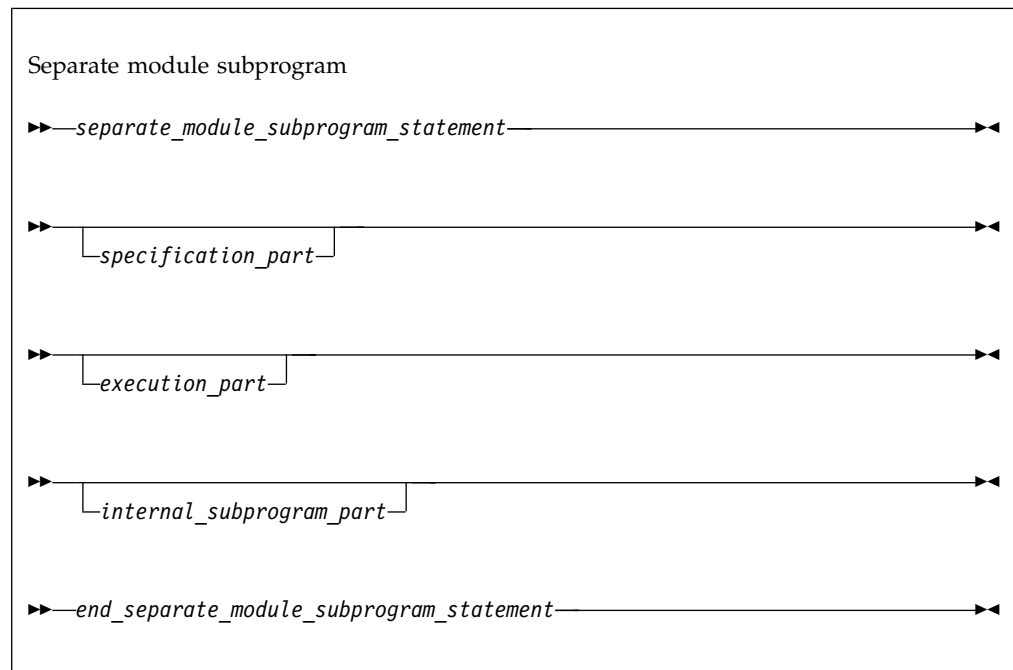 Separate module subprogram
separate_module_subprogram_statement
specification_part
execution_part
internal_subprogram_part
end_separate_module_subprogram_statement